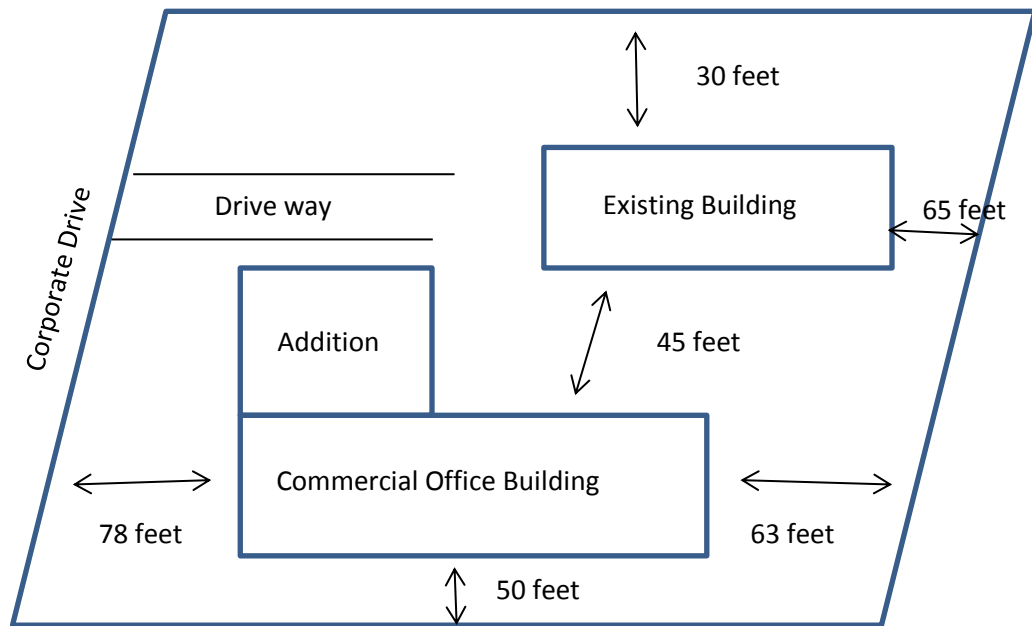 30 feet
Existing Building
Drive way
65 feet
Corporate Drive
Addition
45 feet
Commercial Office Building
78 feet
63 feet
50 feet